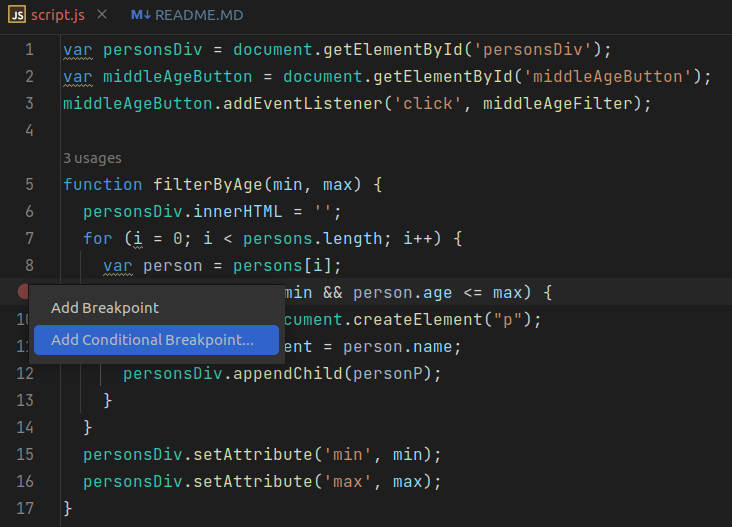 JS script.js × M↓ README.MD
1 var personsDiv = document.getElementById('personsDiv');
2 var middleAgeButton = document.getElementById('middleAgeButton');
3 middleAgeButton.addEventListener('click', middleAgeFilter);
4
3 usages
5 function filterByAge(min, max) {
6 personsDiv.innerHTML = '';
7 for (i = 0; i < persons.length; i++) {
8 var person = persons[i];
min && person.age <= max) {
Add Breakpoint
10 cument.createElement("p");
Add Conditional Breakpoint...
11 ent = person.name;
12 personsDiv.appendChild(personP);
13 }
14 }
15 personsDiv.setAttribute('min', min);
16 personsDiv.setAttribute('max', max);
17 }